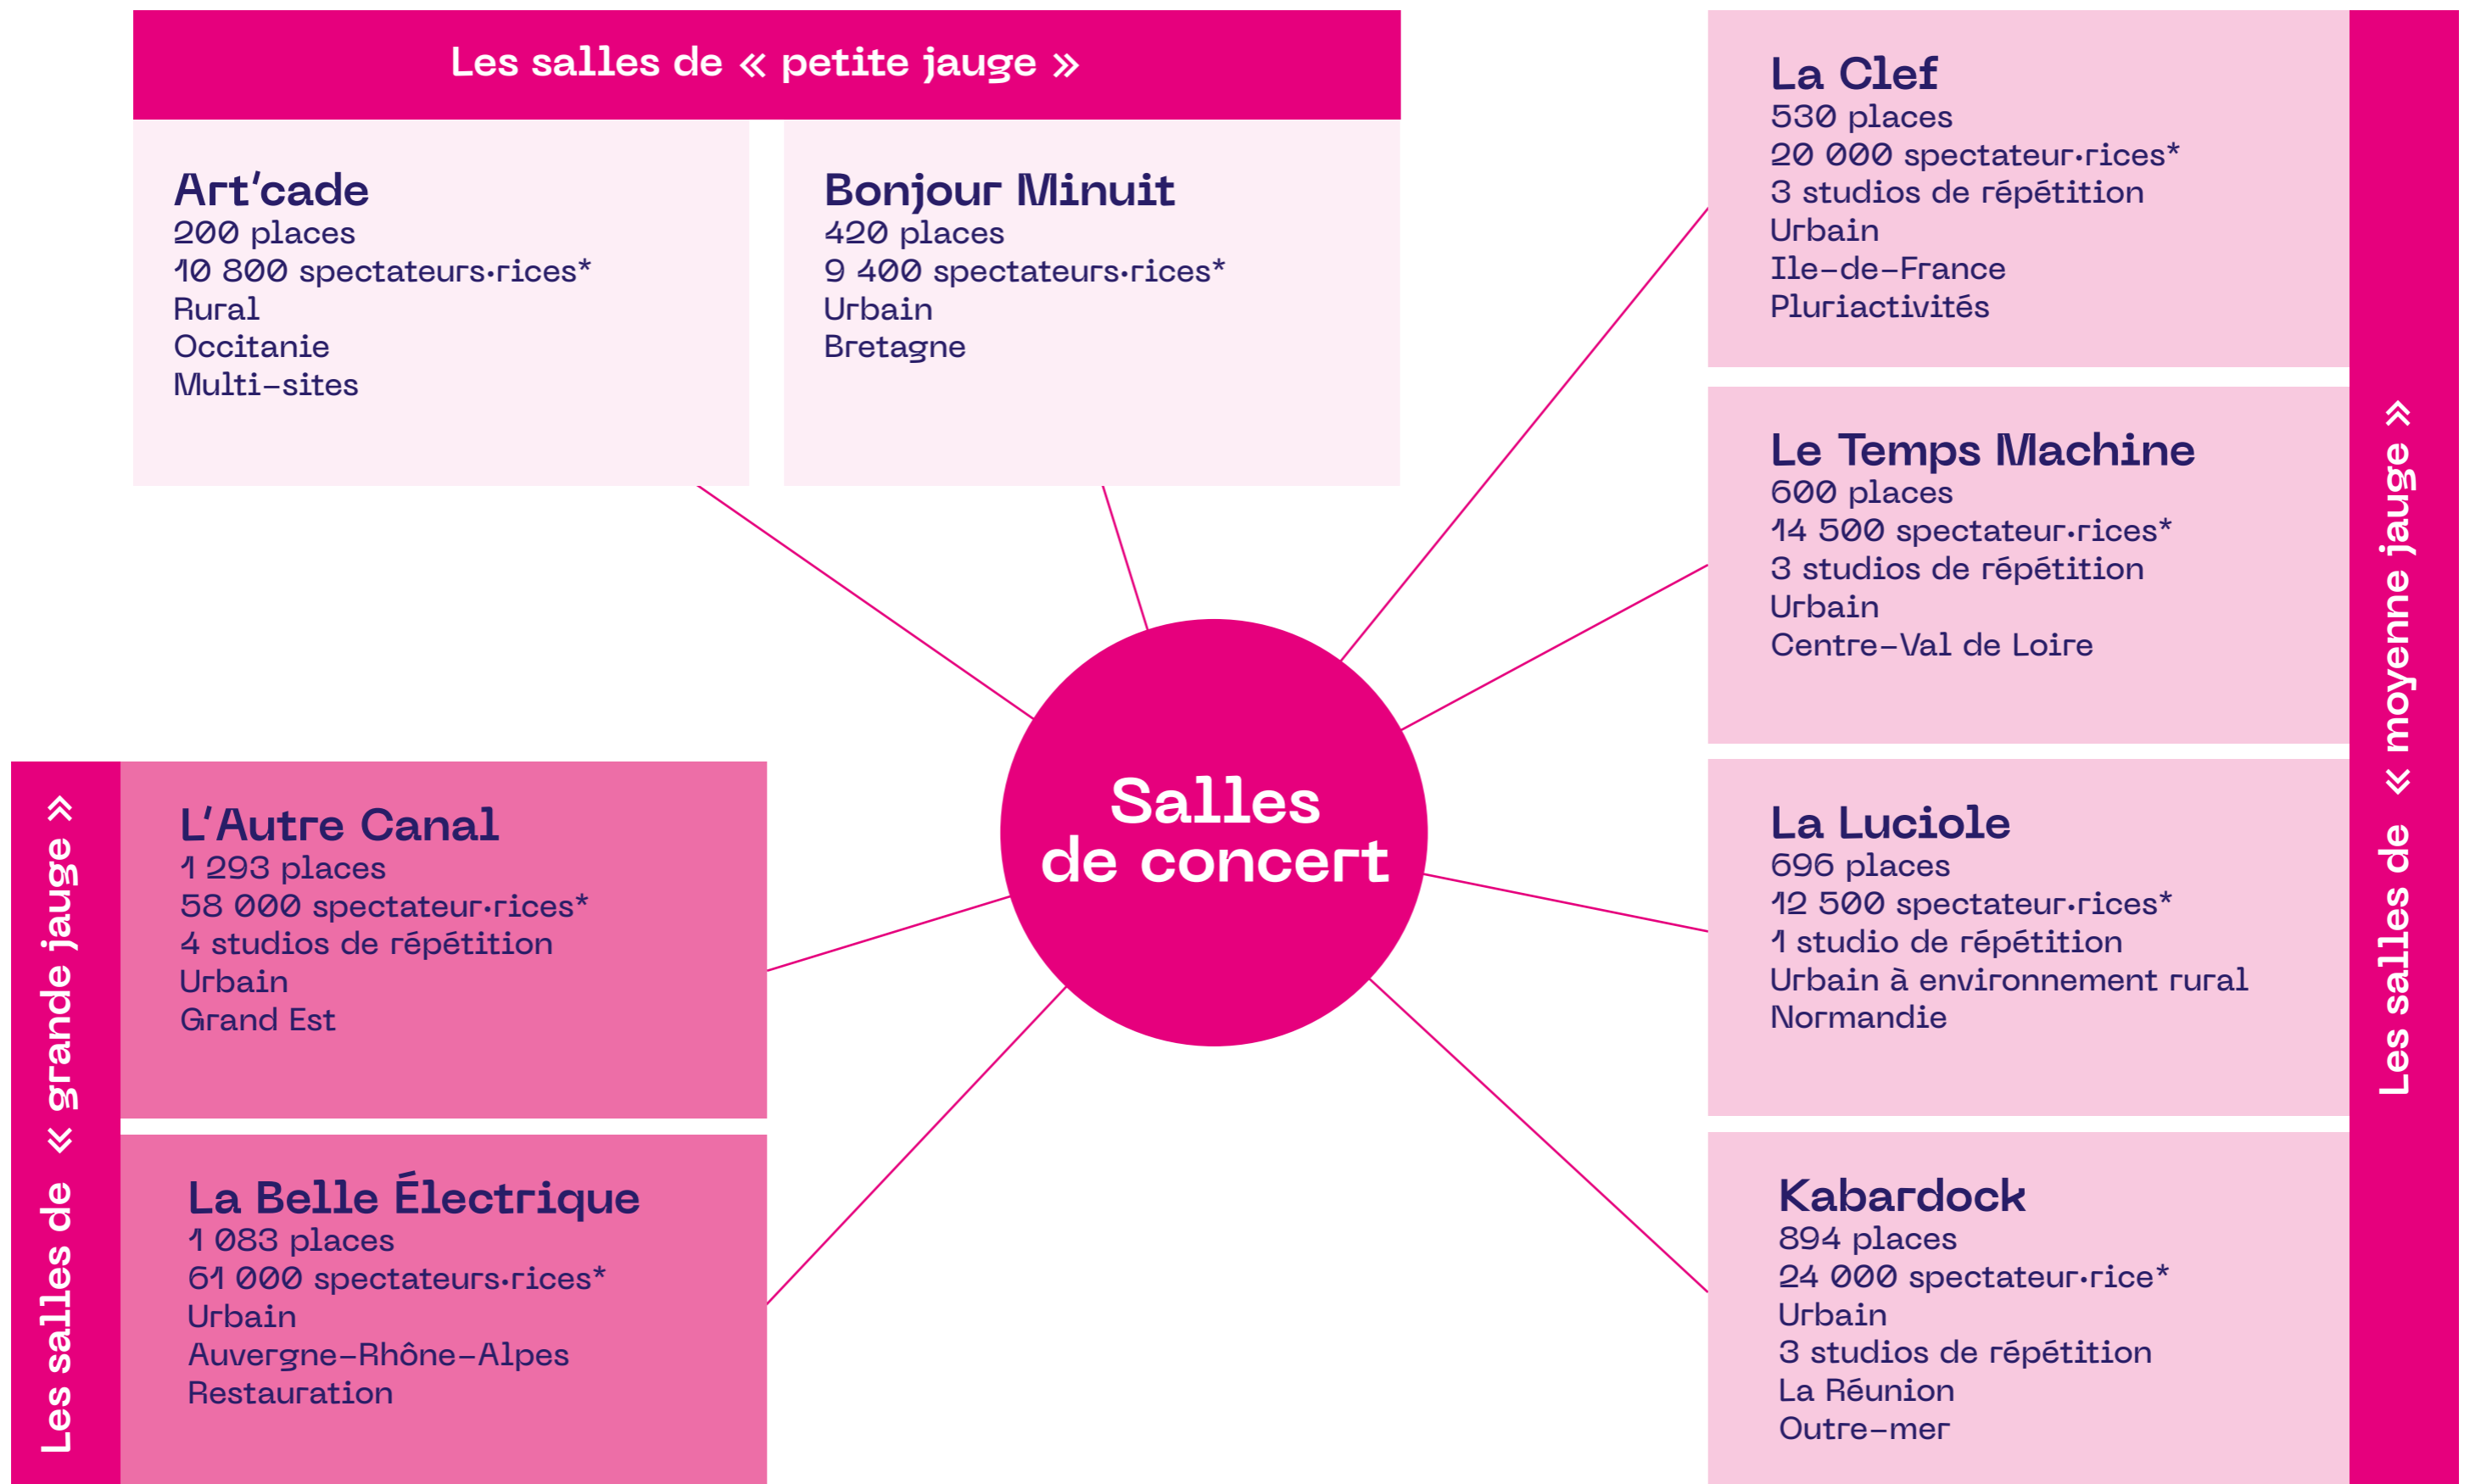 Les salles de « petite jauge »
Art'cade
200 places
10 800 spectateurs•rices*
Rural
Occitanie
Multi-sites
Bonjour Minuit
420 places
9 400 spectateurs•rices*
Urbain
Bretagne
Les salles de « moyenne jauge »
La Clef
530 places
20 000 spectateur•rices*
3 studios de répétition
Urbain
Ile-de-France
Pluriactivités
Le Temps Machine
600 places
14 500 spectateur•rices*
3 studios de répétition
Urbain
Centre-Val de Loire
La Luciole
696 places
12 500 spectateur•rices*
1 studio de répétition
Urbain à environnement rural
Normandie
Kabardock
894 places
24 000 spectateur•rice*
Urbain
3 studios de répétition
La Réunion
Outre-mer
Salles
de concert
Les salles de « grande jauge »
L'Autre Canal
1 293 places
58 000 spectateur•rices*
4 studios de répétition
Urbain
Grand Est
La Belle Électrique
1 083 places
61 000 spectateurs•rices*
Urbain
Auvergne-Rhône-Alpes
Restauration